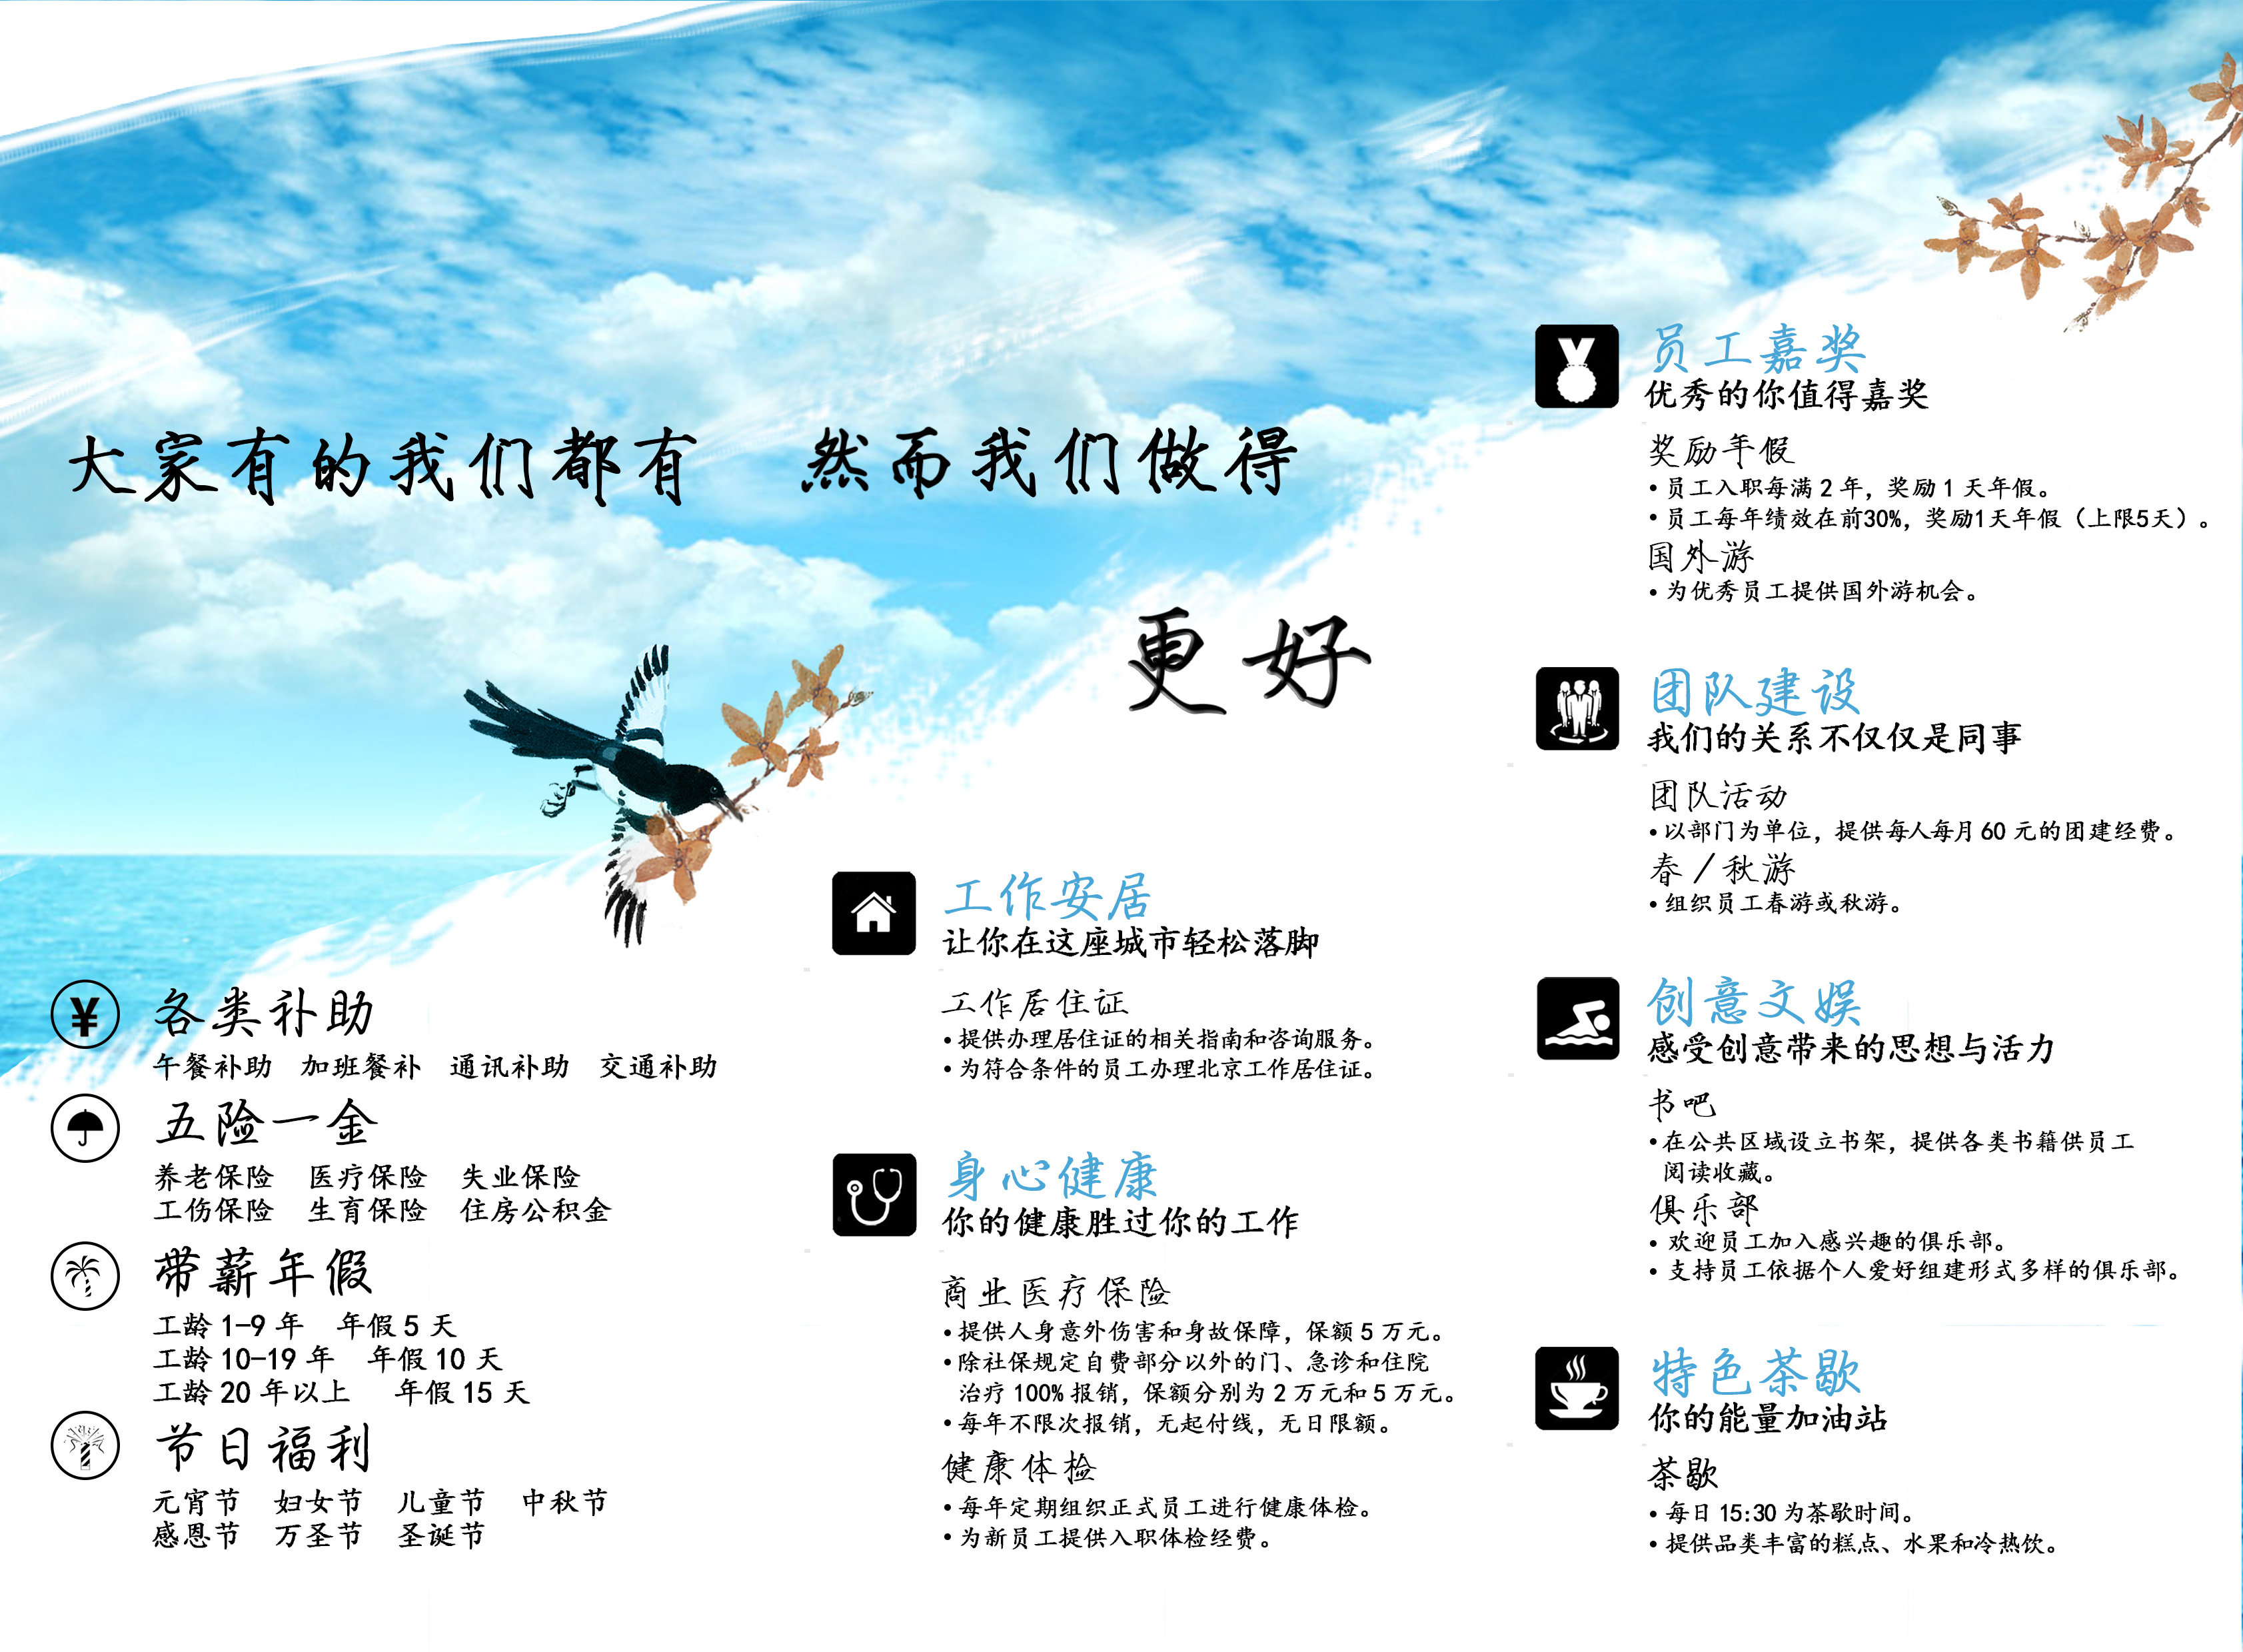 大家有的我们都有 然而我们做得
更好
¥
各类补助
午餐补助 加班餐补 通讯补助 交通补助
五险一金
养老保险 医疗保险 失业保险
工伤保险 生育保险 住房公积金
带薪年假
工龄 1-9 年 年假 5 天
工龄 10-19 年 年假 10 天
工龄 20 年以上 年假 15 天
节日福利
元宵节 妇女节 儿童节 中秋节
感恩节 万圣节 圣诞节
工作安居
让你在这座城市轻松落脚
工作居住证
• 提供办理居住证的相关指南和咨询服务。
• 为符合条件的员工办理北京工作居住证。
身心健康
你的健康胜过你的工作
商业医疗保险
• 提供人身意外伤害和身故保障，保额 5 万元。
• 除社保规定自费部分以外的门、急诊和住院
治疗 100% 报销，保额分别为 2 万元和 5 万元。
• 每年不限次报销，无起付线，无日限额。
健康体检
• 每年定期组织正式员工进行健康体检。
• 为新员工提供入职体检经费。
员工嘉奖
优秀的你值得嘉奖
奖励年假
• 员工入职每满 2 年，奖励 1 天年假。
• 员工每年绩效在前30%，奖励1天年假（上限5天）。
国外游
• 为优秀员工提供国外游机会。
团队建设
我们的关系不仅仅是同事
团队活动
• 以部门为单位，提供每人每月 60 元的团建经费。
春 / 秋游
• 组织员工春游或秋游。
创意文娱
感受创意带来的思想与活力
书吧
• 在公共区域设立书架，提供各类书籍供员工
阅读收藏。
俱乐部
• 欢迎员工加入感兴趣的俱乐部。
• 支持员工依据个人爱好组建形式多样的俱乐部。
特色茶歇
你的能量加油站
茶歇
• 每日 15:30 为茶歇时间。
• 提供品类丰富的糕点、水果和冷热饮。